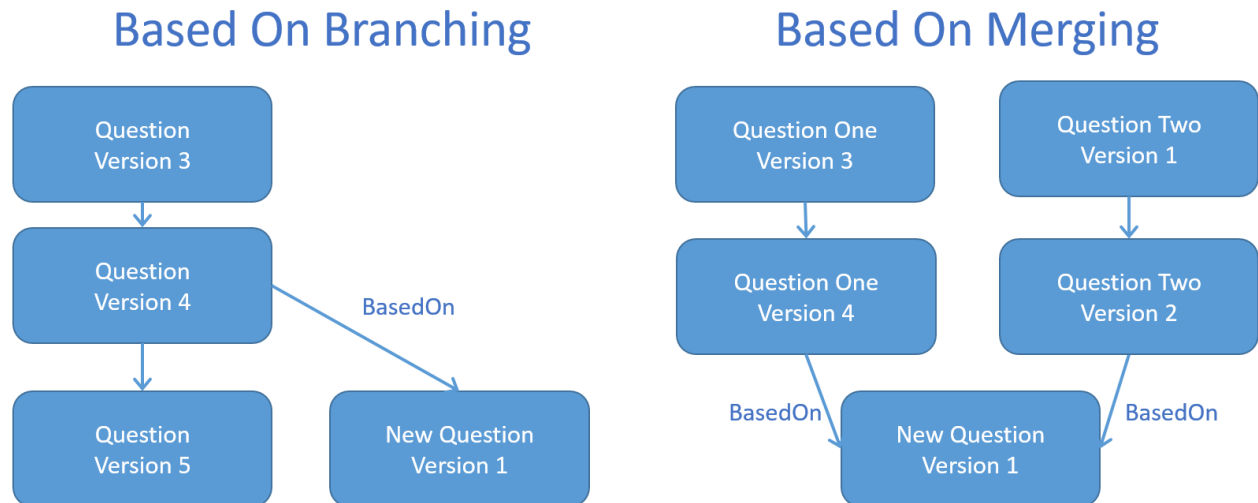 Based On Branching
Question
Version 3
Question
Version 4
BasedOn
Question
Version 5
New Question
Version 1
Based On Merging
Question One
Version 3
Question Two
Version 1
Question One
Version 4
Question Two
Version 2
BasedOn
BasedOn
New Question
Version 1